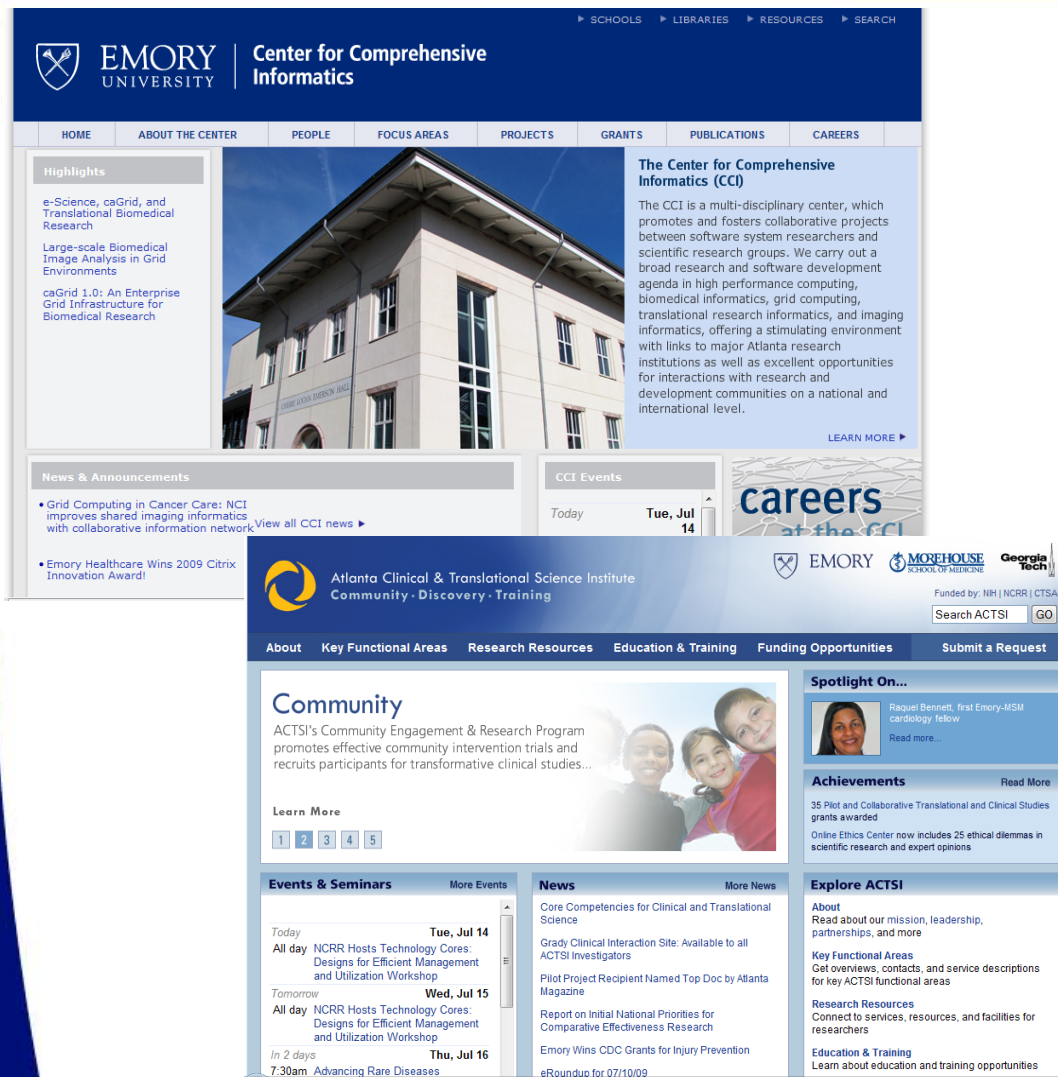 SCHOOLS LIBRARIES RESOURCES SEARCH
EMORY
UNIVERSITY
Center for Comprehensive
Informatics
HOME ABOUT THE CENTER PEOPLE FOCUS AREAS PROJECTS GRANTS PUBLICATIONS CAREERS
Highlights
e-Science, caGrid, and
Translational Biomedical
Research
Large-scale Biomedical
Image Analysis in Grid
Environments
caGrid 1.0: An Enterprise
Grid Infrastructure for
Biomedical Research
CHERRY LOGAN EMERSON HALL
The Center for Comprehensive
Informatics (CCI)
The CCI is a multi-disciplinary center, which
promotes and fosters collaborative projects
between software system researchers and
scientific research groups. We carry out a
broad research and software development
agenda in high performance computing,
biomedical informatics, grid computing,
translational research informatics, and imaging
informatics, offering a stimulating environment
with links to major Atlanta research
institutions as well as excellent opportunities
for interactions with research and
development communities on a national and
international level.
LEARN MORE
News & Announcements
Grid Computing in Cancer Care: NCI
improves shared imaging informatics
with collaborative information network
View all CCI news
Emory Healthcare Wins 2009 Citrix
Innovation Award!
CCI Events
Today Tue, Jul
14
careers
at the CCI
Atlanta Clinical & Translational Science Institute
Community · Discovery · Training
EMORY
MOREHOUSE
SCHOOL OF MEDICINE
Georgia
Tech
Funded by: NIH | NCRR | CTSA
Search ACTSI GO
About Key Functional Areas Research Resources Education & Training Funding Opportunities Submit a Request
Community
ACTSI's Community Engagement & Research Program
promotes effective community intervention trials and
recruits participants for transformative clinical studies...
Learn More
1 2 3 4 5
Spotlight On...
Raquel Bennett, first Emory-MSM
cardiology fellow
Read more...
Achievements Read More
35 Pilot and Collaborative Translational and Clinical Studies
grants awarded
Online Ethics Center now includes 25 ethical dilemmas in
scientific research and expert opinions
Events & Seminars More Events
Today Tue, Jul 14
All day NCRR Hosts Technology Cores:
Designs for Efficient Management
and Utilization Workshop
Tomorrow Wed, Jul 15
All day NCRR Hosts Technology Cores:
Designs for Efficient Management
and Utilization Workshop
In 2 days Thu, Jul 16
7:30am Advancing Rare Diseases
News More News
Core Competencies for Clinical and Translational
Science
Grady Clinical Interaction Site: Available to all
ACTSI Investigators
Pilot Project Recipient Named Top Doc by Atlanta
Magazine
Report on Initial National Priorities for
Comparative Effectiveness Research
Emory Wins CDC Grants for Injury Prevention
eRoundup for 07/10/09
Explore ACTSI
About
Read about our mission, leadership,
partnerships, and more
Key Functional Areas
Get overviews, contacts, and service descriptions
for key ACTSI functional areas
Research Resources
Connect to services, resources, and facilities for
researchers
Education & Training
Learn about education and training opportunities